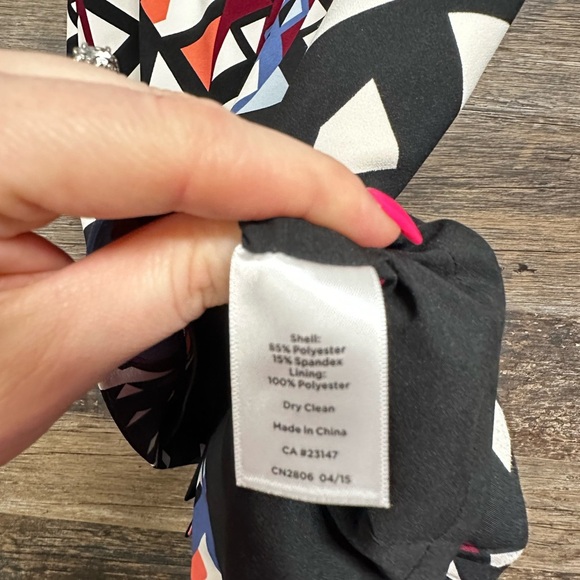 Shell:
85% Polyester
15% Spandex
Lining:
100% Polyester
Dry Clean
Made in China
CA #23147
CN2806 04/15